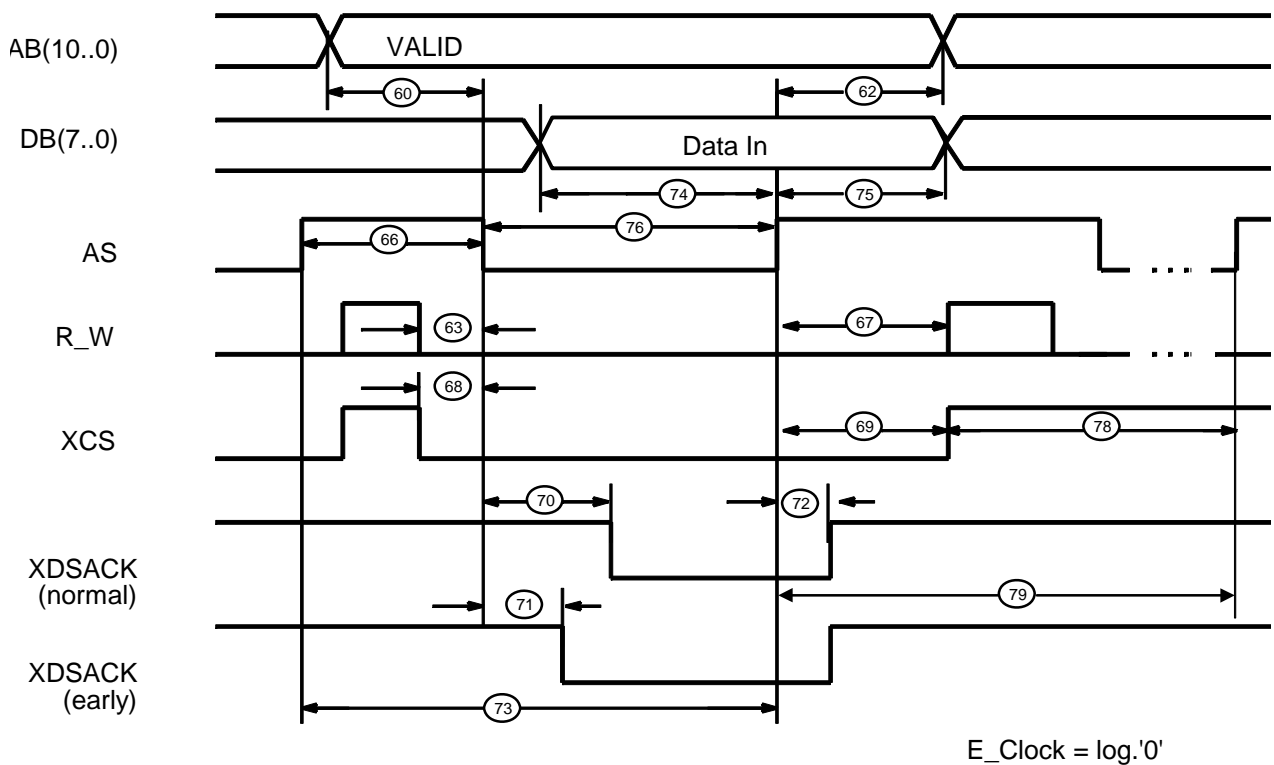 AB(10..0)
VALID
60
62
DB(7..0)
Data In
74
75
AS
66
76
R_W
63
67
68
XCS
69
78
70
72
XDSACK
(normal)
71
79
XDSACK
(early)
73
E_Clock = log.'0'